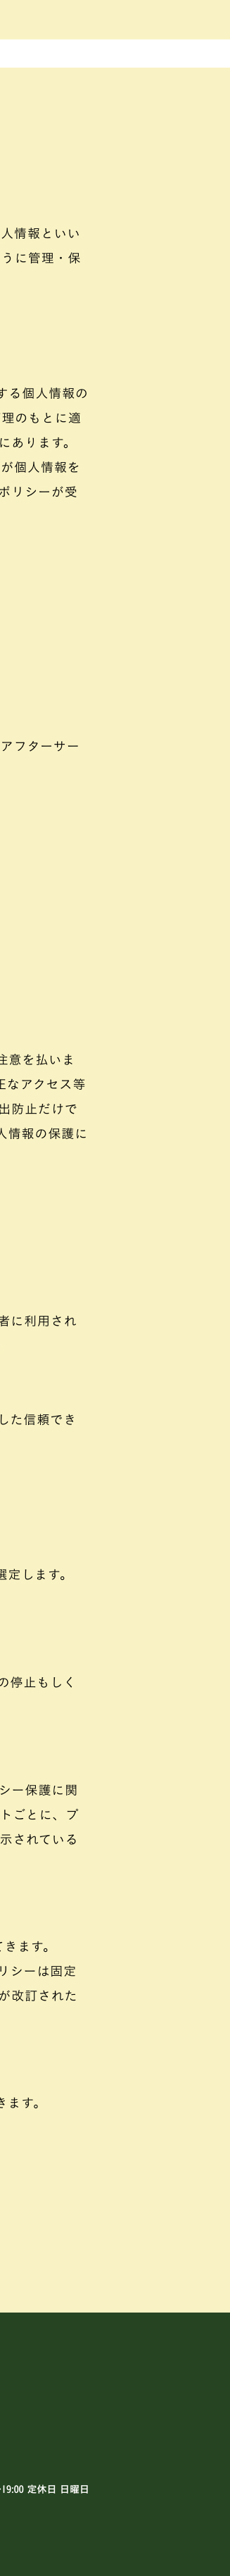 人情報といい
うに管理・保
する個人情報の
理のもとに適
にあります。
が個人情報を
ポリシーが受
アフターサー
注意を払いま
正なアクセス等
出防止だけで
人情報の保護に
者に利用され
した信頼でき
選定します。
の停止もしく
シー保護に関
トごとに、プ
示されている
できます。
リシーは固定
が改訂された
きます。
19:00 定休日 日曜日